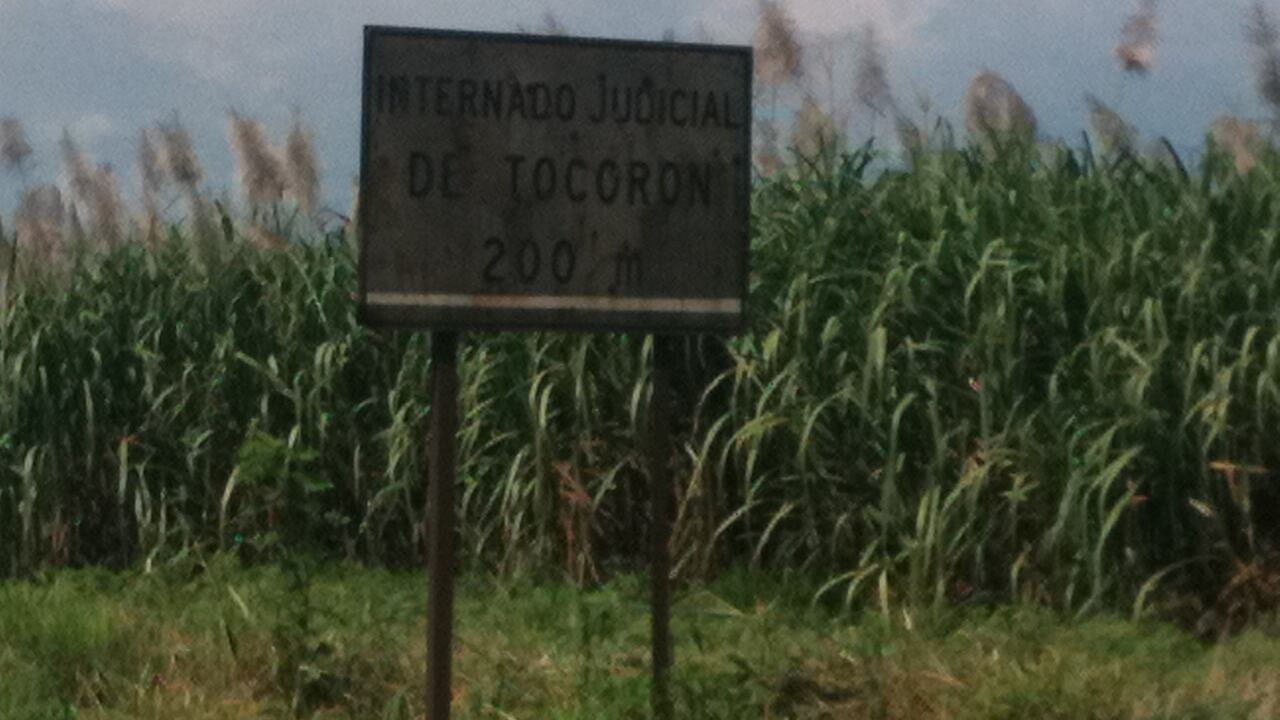 INTERNADO JUDICIAL
DE TOCORON
200 m